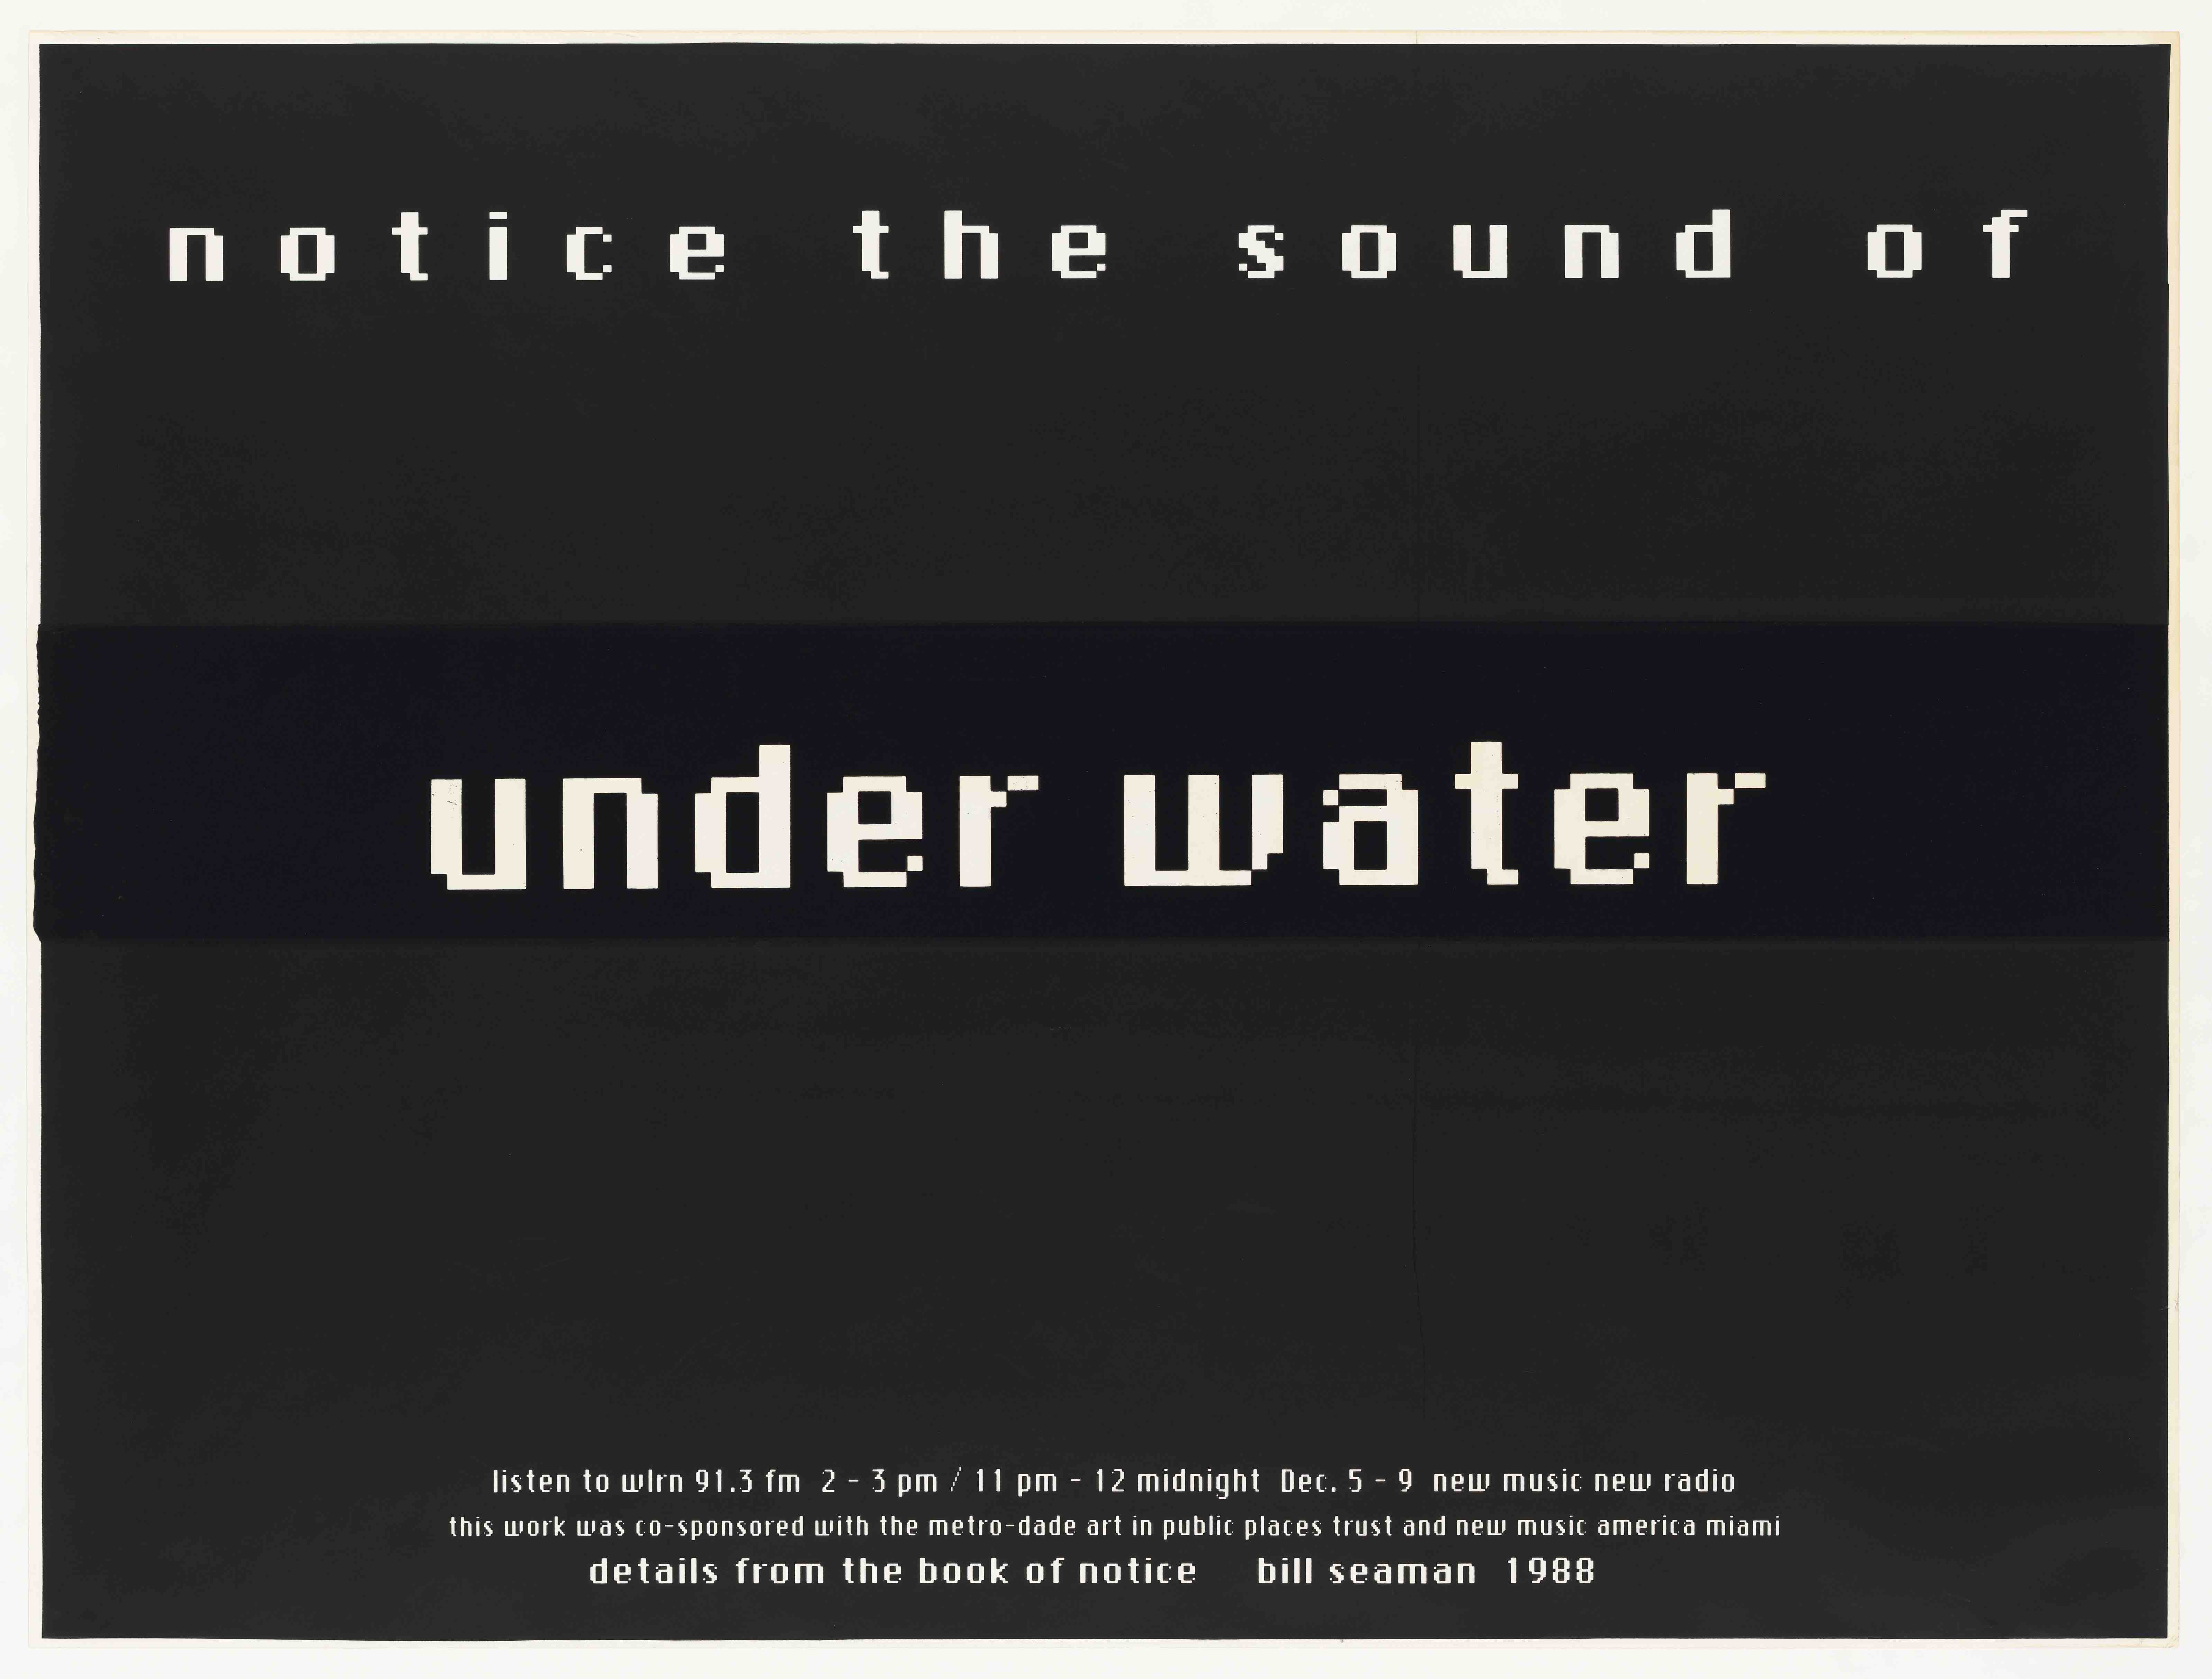 notice the sound of
under water
listen to wlrn 91.3 fm 2 - 3 pm / 11 pm - 12 midnight Dec. 5 - 9 new music new radio
this work was co-sponsored with the metro-dade art in public places trust and new music america miami
details from the book of notice bill seaman 1988